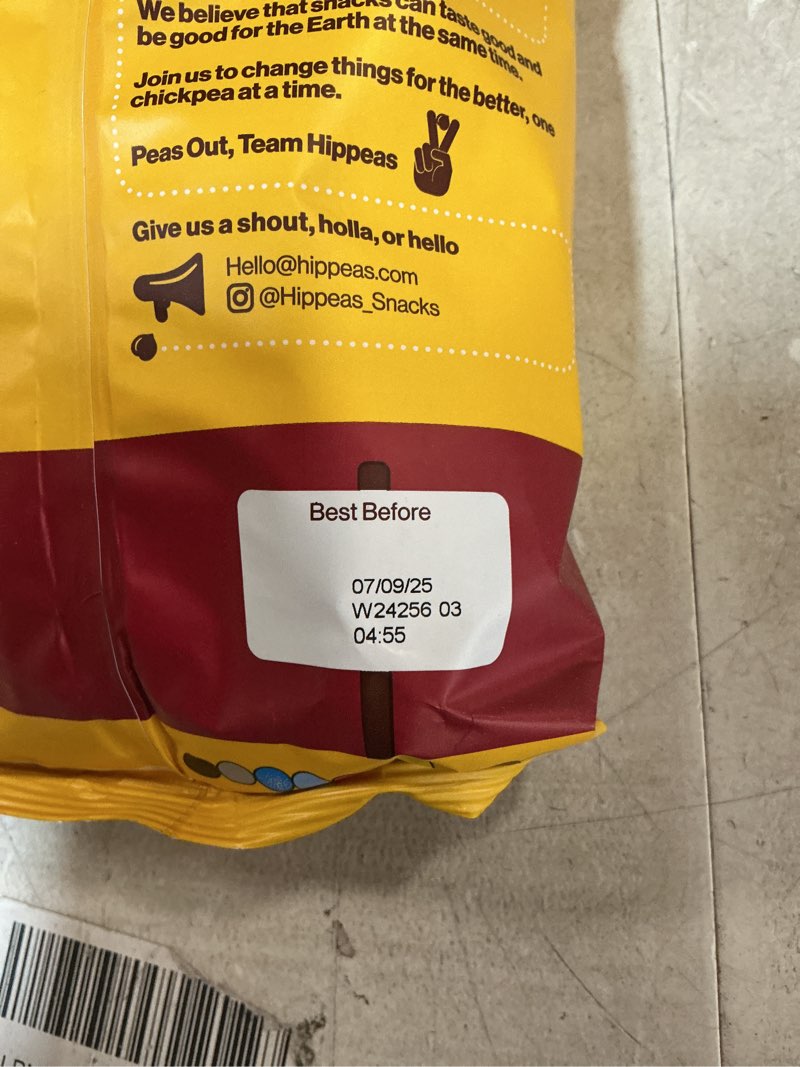 We believe that snacks can taste good and
be good for the Earth at the same time.
Join us to change things for the better, one
chickpea at a time.
Peas Out, Team Hippeas
Give us a shout, holla, or hello
Hello@hippeas.com
@Hippeas_Snacks
Best Before
07/09/25
W24256 03
04:55